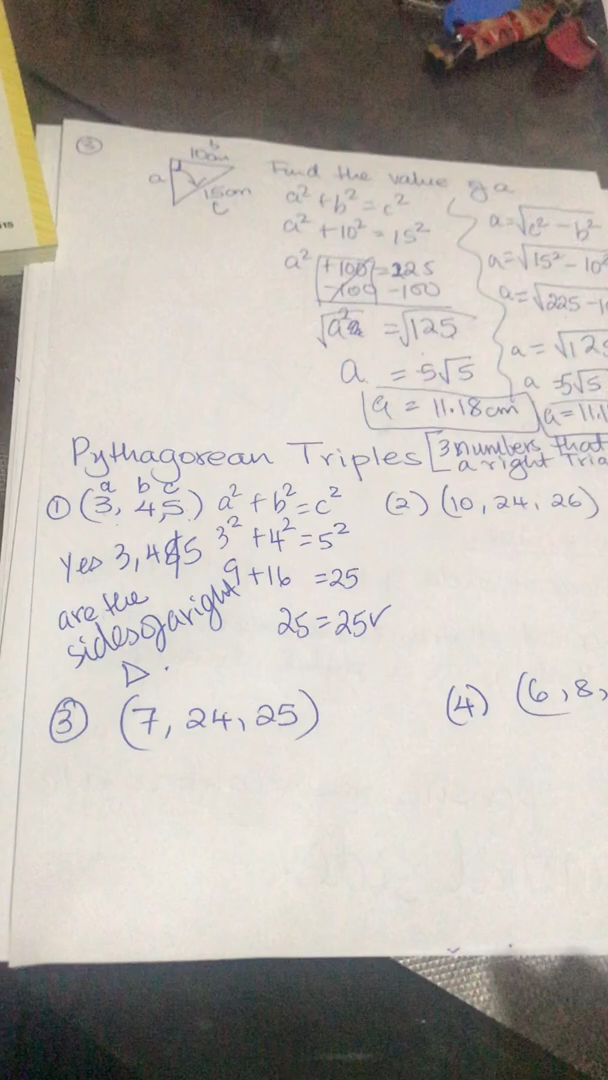 ③
b
10cm
a
15cm
c
Find the value of a
a² + b² = c²
a² + 10² = 15²
a² +100 = 225
-100 -100
√a² = √125
a = 5√5
a = 11.18cm
a = √c² - b²
a = √15² - 10²
a = √225 - 1
a = √12
a 5√5
a = 11.1
Pythagorean Triples [3 numbers that
a right Tria
a b c
① (3, 4, 5) a² + b² = c²
3² + 4² = 5²
9 + 16 = 25
25 = 25 ✓
Yes 3, 4 & 5
are the
sides of a right
△.
(2) (10, 24, 26)
③ (7, 24, 25)
(4) (6, 8,